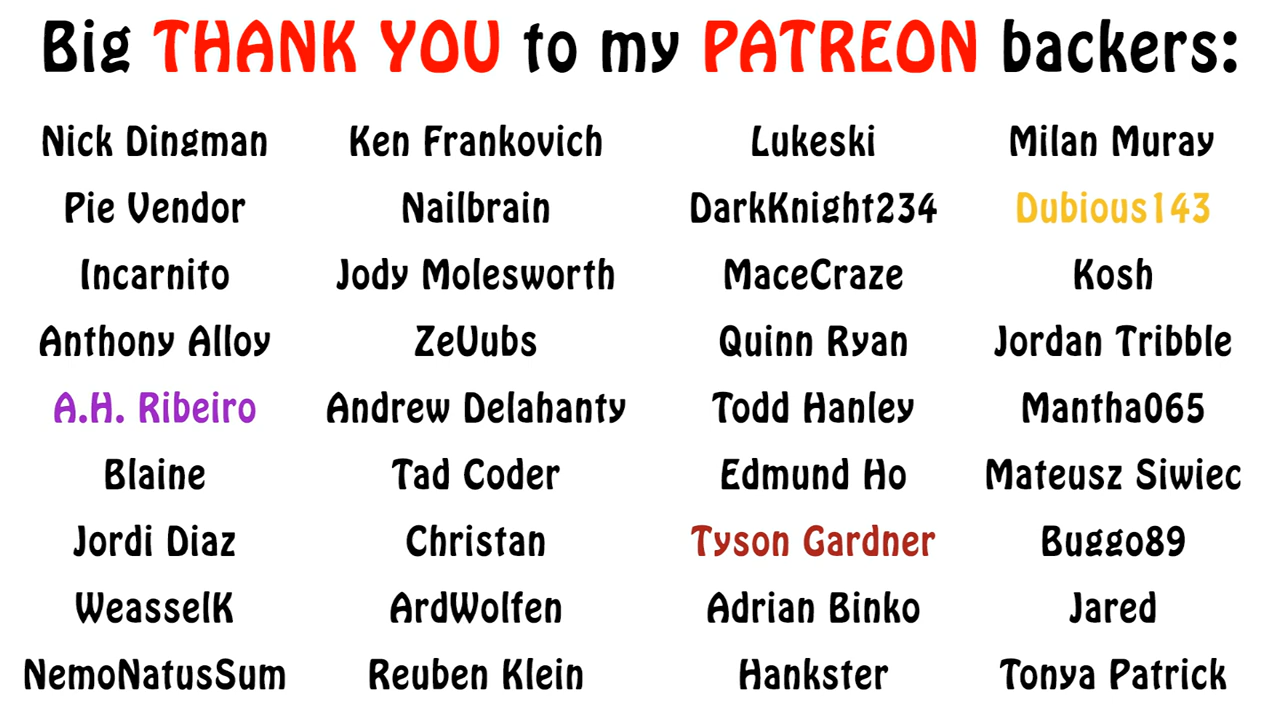 Big THANK YOU to my PATREON backers:
Nick Dingman Ken Frankovich Lukeski Milan Muray
Pie Vendor Nailbrain DarkKnight234 Dubious143
Incarnito Jody Molesworth MaceCraze Kosh
Anthony Alloy ZeVubs Quinn Ryan Jordan Tribble
A.H. Ribeiro Andrew Delahanty Todd Hanley Mantha065
Blaine Tad Coder Edmund Ho Mateusz Siwiec
Jordi Diaz Christan Tyson Gardner Buggo89
WeasselK ArdWolfen Adrian Binko Jared
NemoNatusSum Reuben Klein Hankster Tonya Patrick